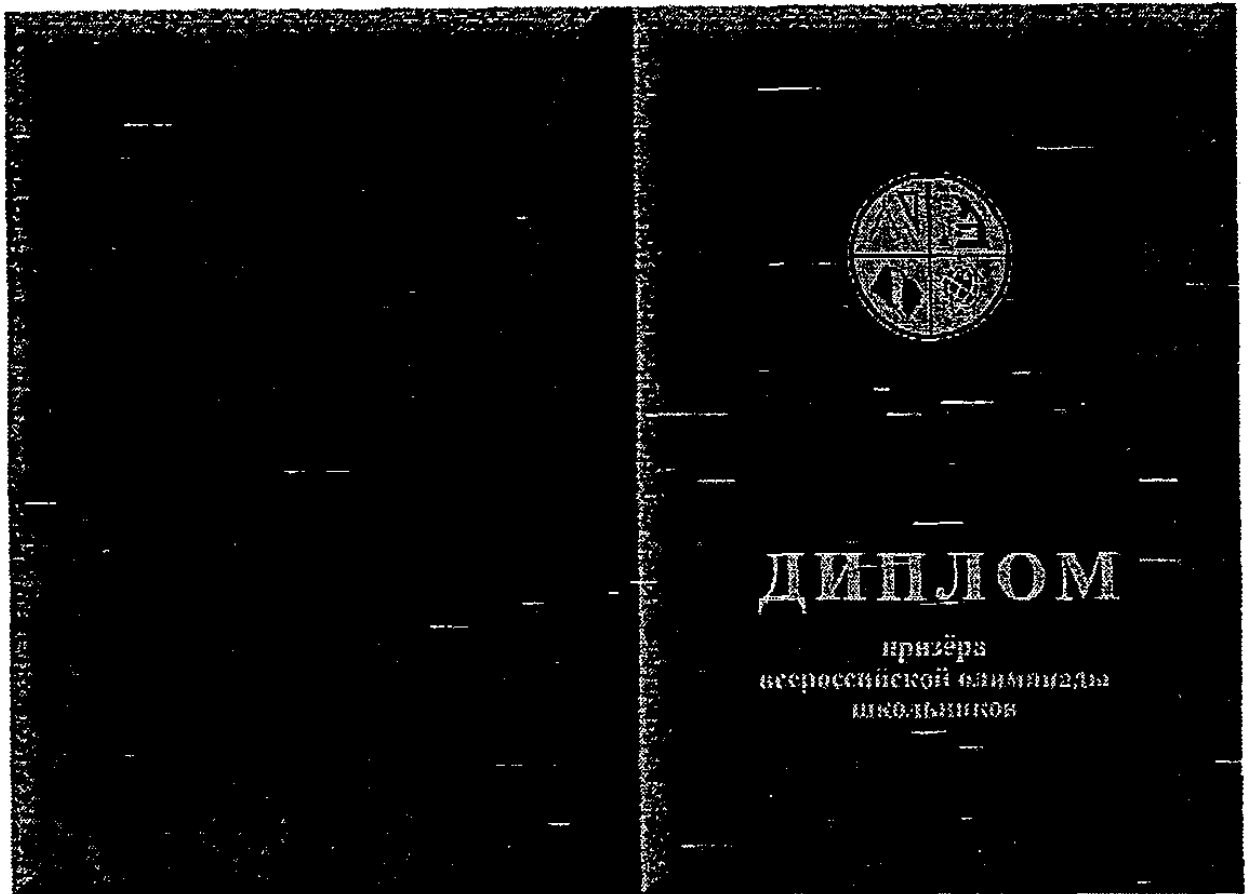 ДИПЛОМ
призёра
всероссийской олимпиады
школьников